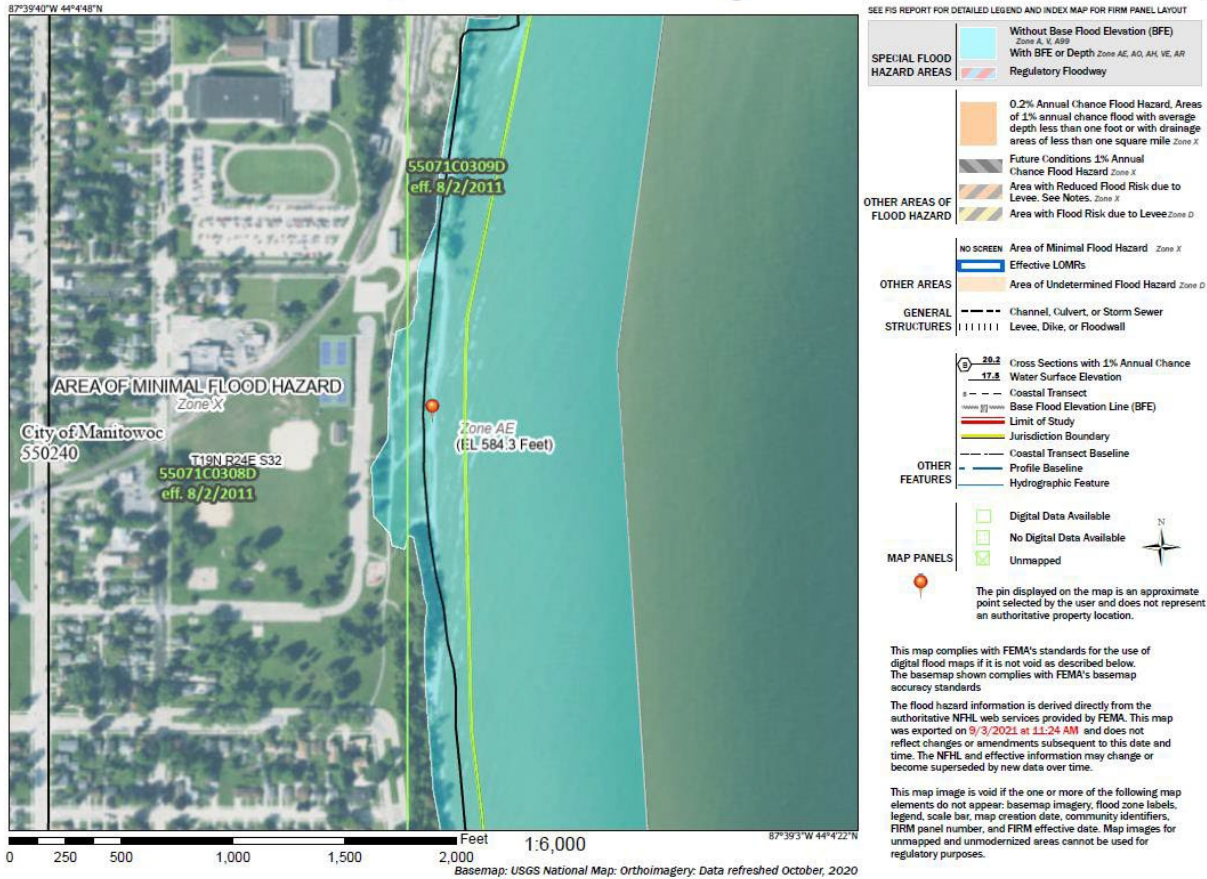 87°39'40"W 44°4'48"N
55071C0309D
eff. 8/2/2011
AREA OF MINIMAL FLOOD HAZARD
Zone X
City of Manitowoc
550240
T19N R24E S32
55071C0308D
eff. 8/2/2011
Zone AE
(EL 584.3 Feet)
87°39'3"W 44°4'22"N
Feet
1:6,000
0 250 500 1,000 1,500 2,000
Basemap: USGS National Map: Orthoimagery: Data refreshed October, 2020
SEE FIS REPORT FOR DETAILED LEGEND AND INDEX MAP FOR FIRM PANEL LAYOUT
SPECIAL FLOOD
HAZARD AREAS
Without Base Flood Elevation (BFE)
Zone A, V, A99
With BFE or Depth Zone AE, AO, AH, VE, AR
Regulatory Floodway
OTHER AREAS OF
FLOOD HAZARD
0.2% Annual Chance Flood Hazard, Areas
of 1% annual chance flood with average
depth less than one foot or with drainage
areas of less than one square mile Zone X
Future Conditions 1% Annual
Chance Flood Hazard Zone X
Area with Reduced Flood Risk due to
Levee. See Notes. Zone X
Area with Flood Risk due to Levee Zone D
OTHER AREAS
NO SCREEN Area of Minimal Flood Hazard Zone X
Effective LOMRs
Area of Undetermined Flood Hazard Zone D
GENERAL
STRUCTURES
Channel, Culvert, or Storm Sewer
Levee, Dike, or Floodwall
OTHER
FEATURES
B 20.2 Cross Sections with 1% Annual Chance
17.5 Water Surface Elevation
8 Coastal Transect
513 Base Flood Elevation Line (BFE)
Limit of Study
Jurisdiction Boundary
Coastal Transect Baseline
Profile Baseline
Hydrographic Feature
MAP PANELS
Digital Data Available
No Digital Data Available
Unmapped
N
The pin displayed on the map is an approximate
point selected by the user and does not represent
an authoritative property location.
This map complies with FEMA's standards for the use of
digital flood maps if it is not void as described below.
The basemap shown complies with FEMA's basemap
accuracy standards
The flood hazard information is derived directly from the
authoritative NFHL web services provided by FEMA. This map
was exported on 9/3/2021 at 11:24 AM and does not
reflect changes or amendments subsequent to this date and
time. The NFHL and effective information may change or
become superseded by new data over time.
This map image is void if the one or more of the following map
elements do not appear: basemap imagery, flood zone labels,
legend, scale bar, map creation date, community identifiers,
FIRM panel number, and FIRM effective date. Map images for
unmapped and unmodernized areas cannot be used for
regulatory purposes.